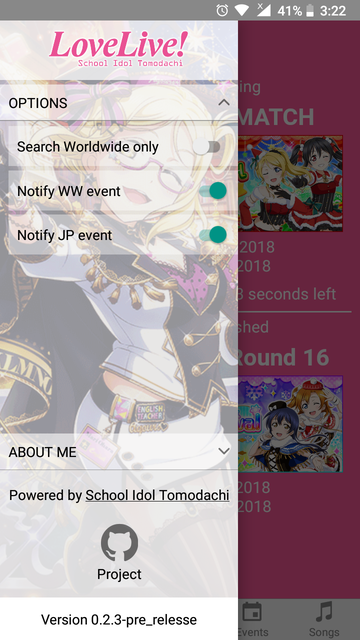 41% 3:22
LoveLive!
School Idol Tomodachi
OPTIONS
Search Worldwide only
Notify WW event
Notify JP event
ABOUT ME
Powered by School Idol Tomodachi
Project
Version 0.2.3-pre_relesse
ing
MATCH
2018
2018
seconds left
shed
Round 16
2018
2018
Events
Songs
ENGLISH
TEACHER